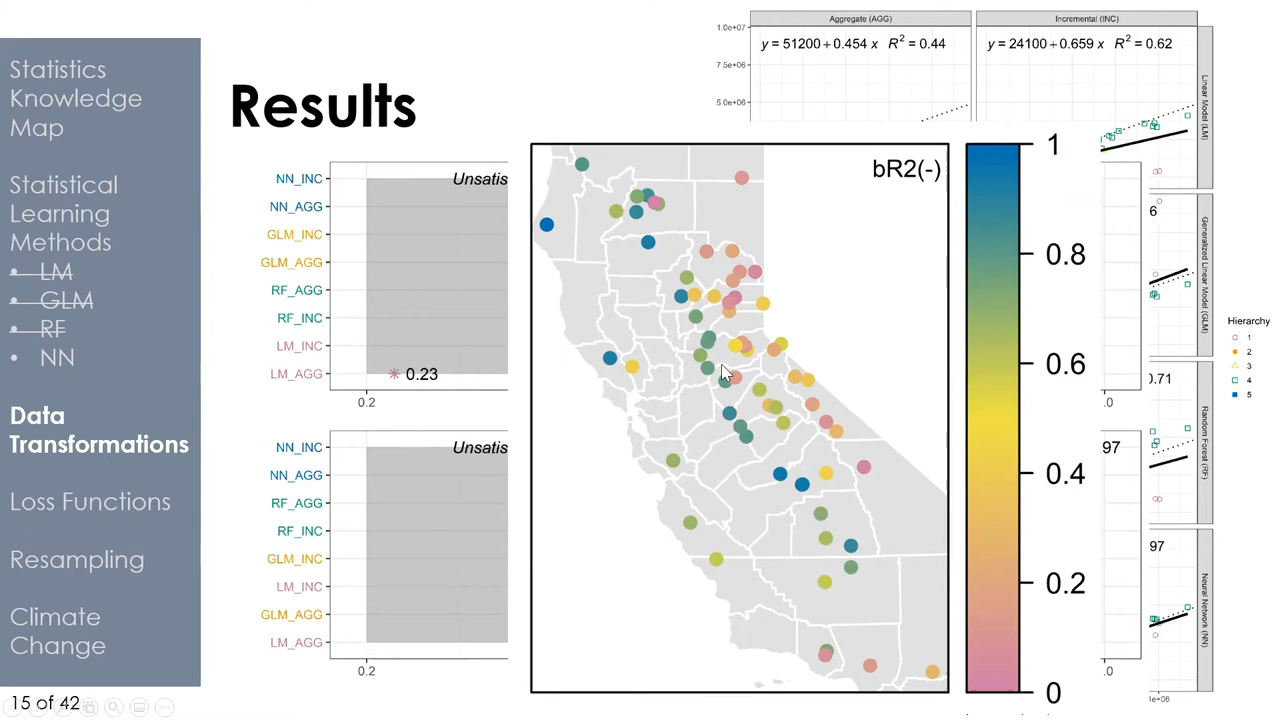 Statistics
Knowledge
Map
Statistical
Learning
Methods
• LM
• GLM
• RF
• NN
Data
Transformations
Loss Functions
Resampling
Climate
Change
15 of 42
Results
NN_INC
NN_AGG
GLM_INC
GLM_AGG
RF_AGG
RF_INC
LM_INC
LM_AGG
Unsatis
0.23
0.2
NN_INC
NN_AGG
RF_AGG
RF_INC
GLM_INC
LM_INC
GLM_AGG
LM_AGG
Unsatis
0.2
bR2(-)
1
0.8
0.6
0.4
0.2
0
Aggregate (AGG)
Incremental (INC)
1.0e+07
7.5e+06
5.0e+06
y = 51200+0.454 x R² = 0.44
y = 24100+0.659 x R² = 0.62
Linear Model (LM)
6
Generalized Linear Model (GLM)
.0
0.71
Random Forest (RF)
97
97
Neural Network (NN)
.0
4e+06
Hierarchy
1
2
3
4
5